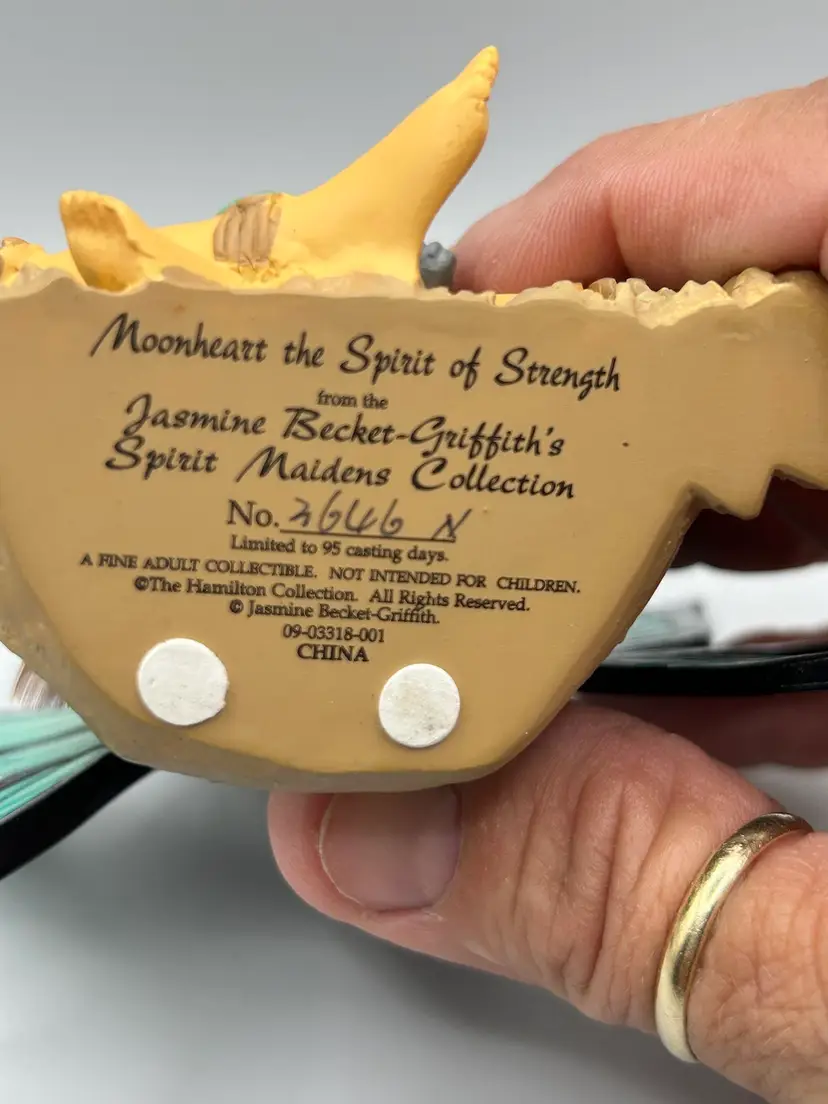 Moonheart the Spirit of Strength
from the
Jasmine Becket-Griffith's
Spirit Maidens Collection
No. 3646 N
Limited to 95 casting days.
A FINE ADULT COLLECTIBLE. NOT INTENDED FOR CHILDREN.
©The Hamilton Collection. All Rights Reserved.
© Jasmine Becket-Griffith.
09-03318-001
CHINA